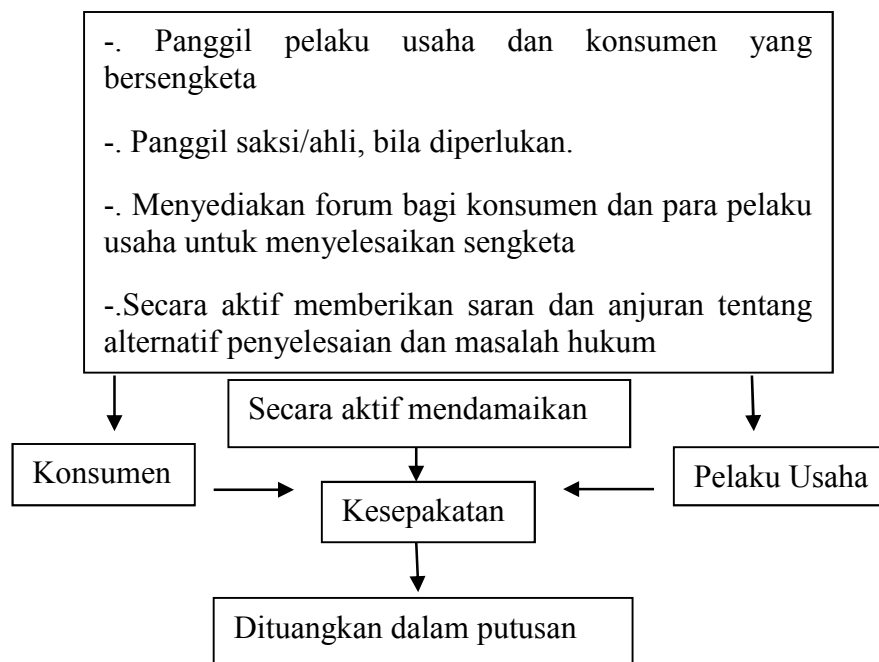 -. Panggil pelaku usaha dan konsumen yang
bersengketa
-. Panggil saksi/ahli, bila diperlukan.
-. Menyediakan forum bagi konsumen dan para pelaku
usaha untuk menyelesaikan sengketa
-.Secara aktif memberikan saran dan anjuran tentang
alternatif penyelesaian dan masalah hukum
Secara aktif mendamaikan
Konsumen
Pelaku Usaha
Kesepakatan
Dituangkan dalam putusan